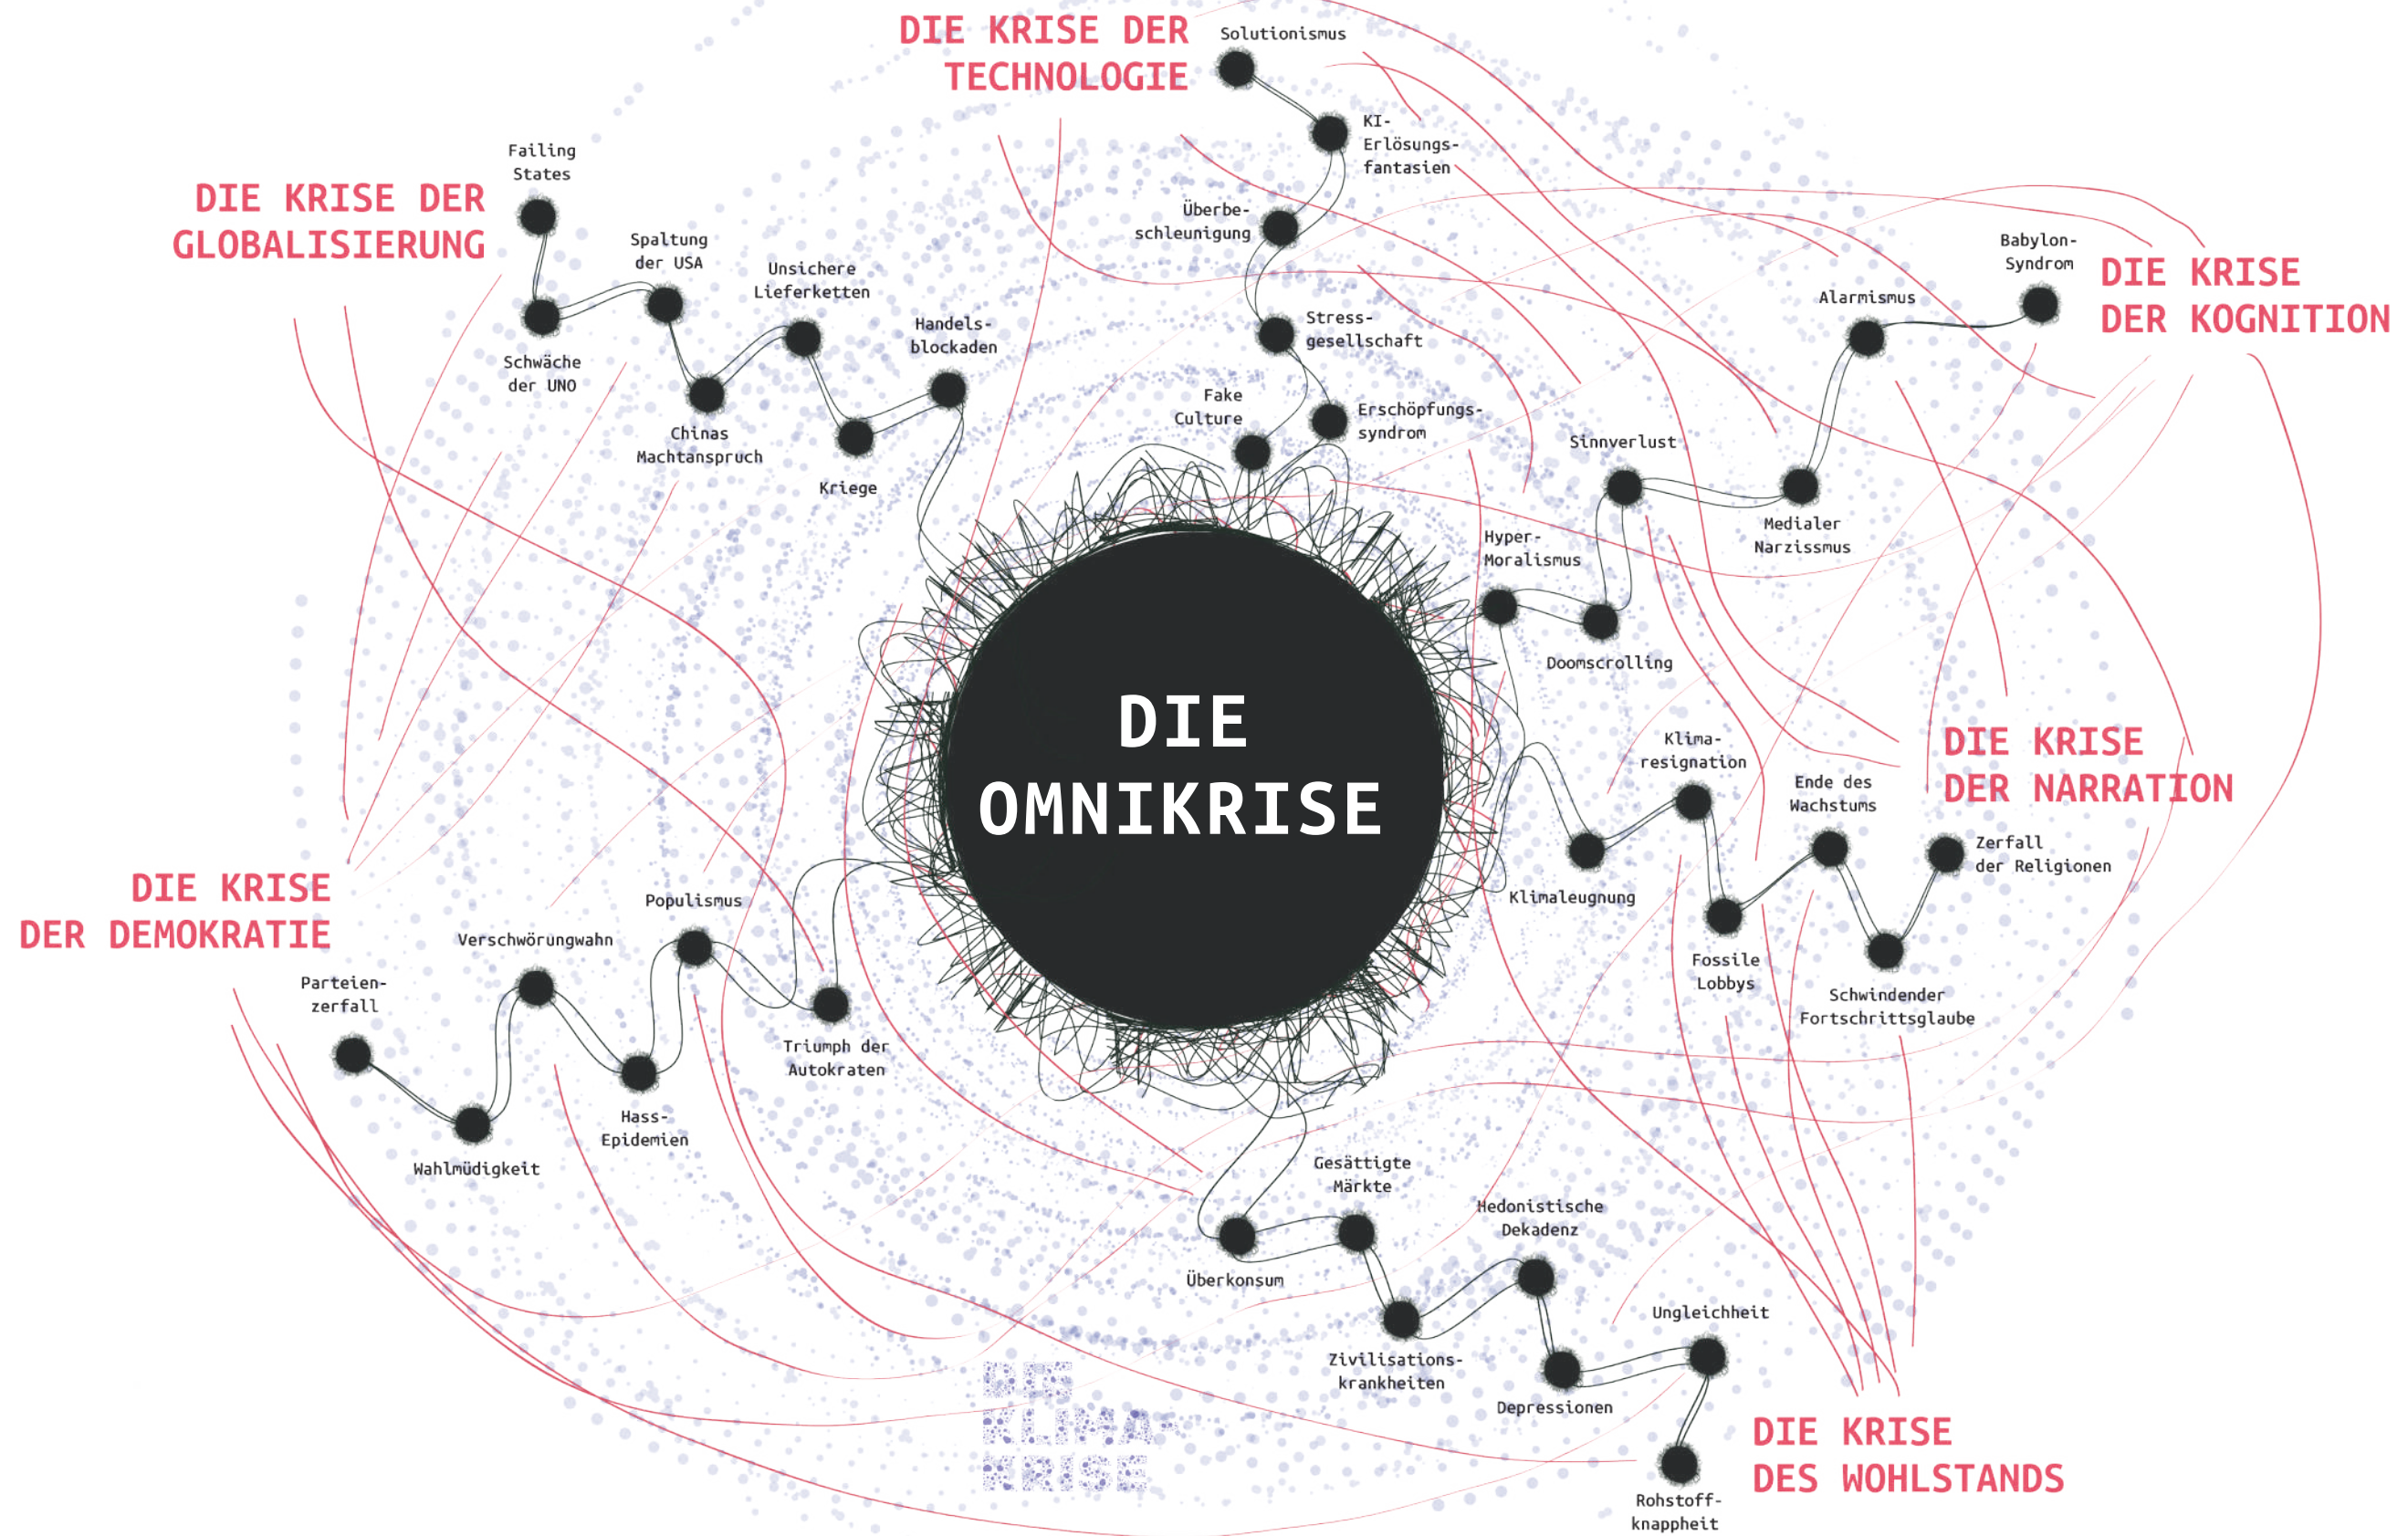 DIE KRISE DER
TECHNOLOGIE
Solutionismus
KI-
Erlösungs-
fantasien
Überbe-
schleunigung
Stress-
gesellschaft
Fake
Culture
Erschöpfungs-
syndrom
DIE KRISE DER
GLOBALISIERUNG
Failing
States
Schwäche
der UNO
Spaltung
der USA
Chinas
Machtanspruch
Unsichere
Lieferketten
Kriege
Handels-
blockaden
DIE KRISE
DER KOGNITION
Babylon-
Syndrom
Alarmismus
Medialer
Narzissmus
Sinnverlust
Doomscrolling
Hyper-
Moralismus
DIE
OMNIKRISE
DIE KRISE
DER NARRATION
Klimaleugnung
Klima-
resignation
Fossile
Lobbys
Ende des
Wachstums
Schwindender
Fortschrittsglaube
Zerfall
der Religionen
DIE KRISE
DER DEMOKRATIE
Parteien-
zerfall
Wahlmüdigkeit
Verschwörungwahn
Hass-
Epidemien
Populismus
Triumph der
Autokraten
Überkonsum
Gesättigte
Märkte
Zivilisations-
krankheiten
Hedonistische
Dekadenz
Depressionen
Ungleichheit
Rohstoff-
knappheit
DIE KRISE
DES WOHLSTANDS
KLIMA-
KRISE